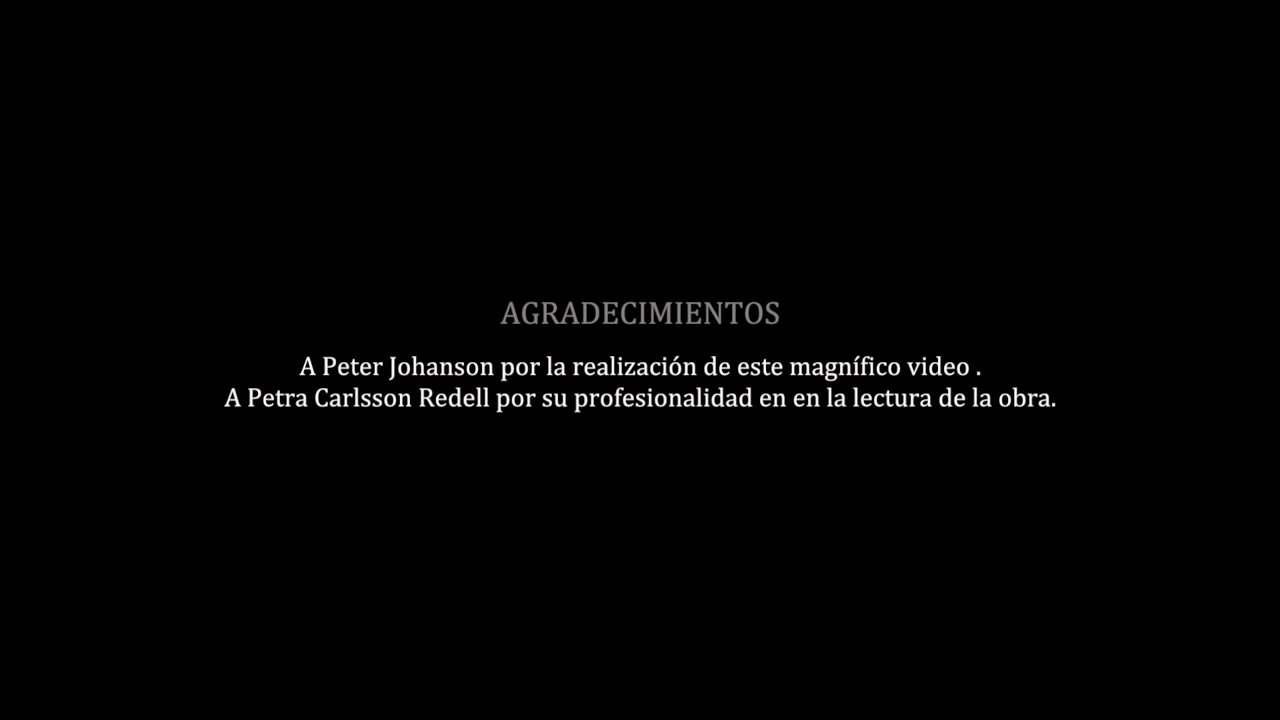 AGRADECIMIENTOS
A Peter Johanson por la realización de este magnífico video .
A Petra Carlsson Redell por su profesionalidad en en la lectura de la obra.